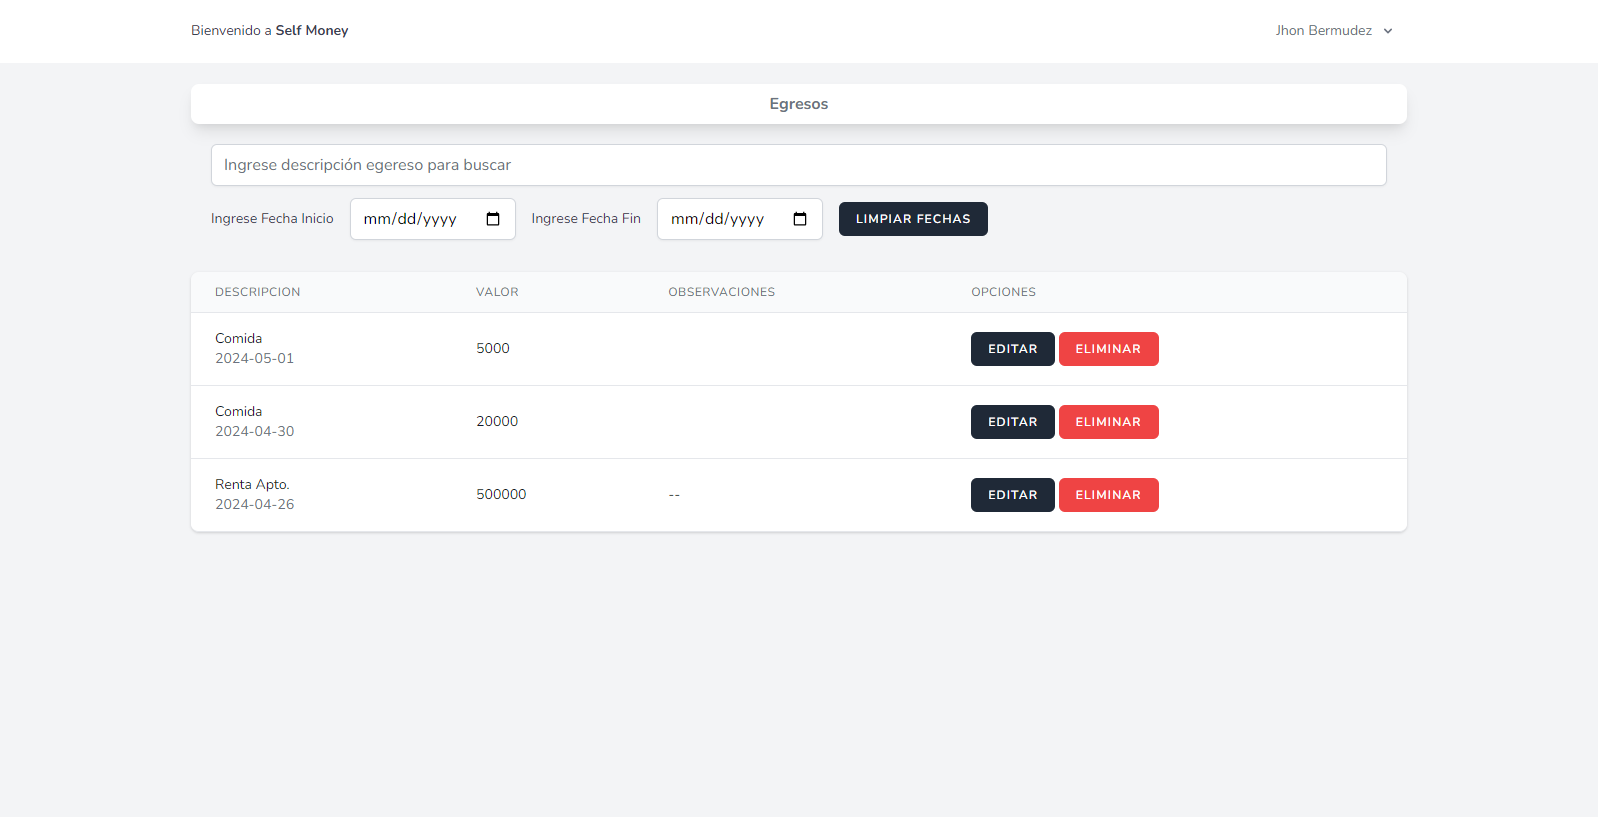 Bienvenido a Self Money
Jhon Bermudez
Egresos
Ingrese descripción egereso para buscar
Ingrese Fecha Inicio mm/dd/yyyy Ingrese Fecha Fin mm/dd/yyyy LIMPIAR FECHAS
DESCRIPCION VALOR OBSERVACIONES OPCIONES
Comida
2024-05-01
5000
EDITAR ELIMINAR
Comida
2024-04-30
20000
EDITAR ELIMINAR
Renta Apto.
2024-04-26
500000
--
EDITAR ELIMINAR